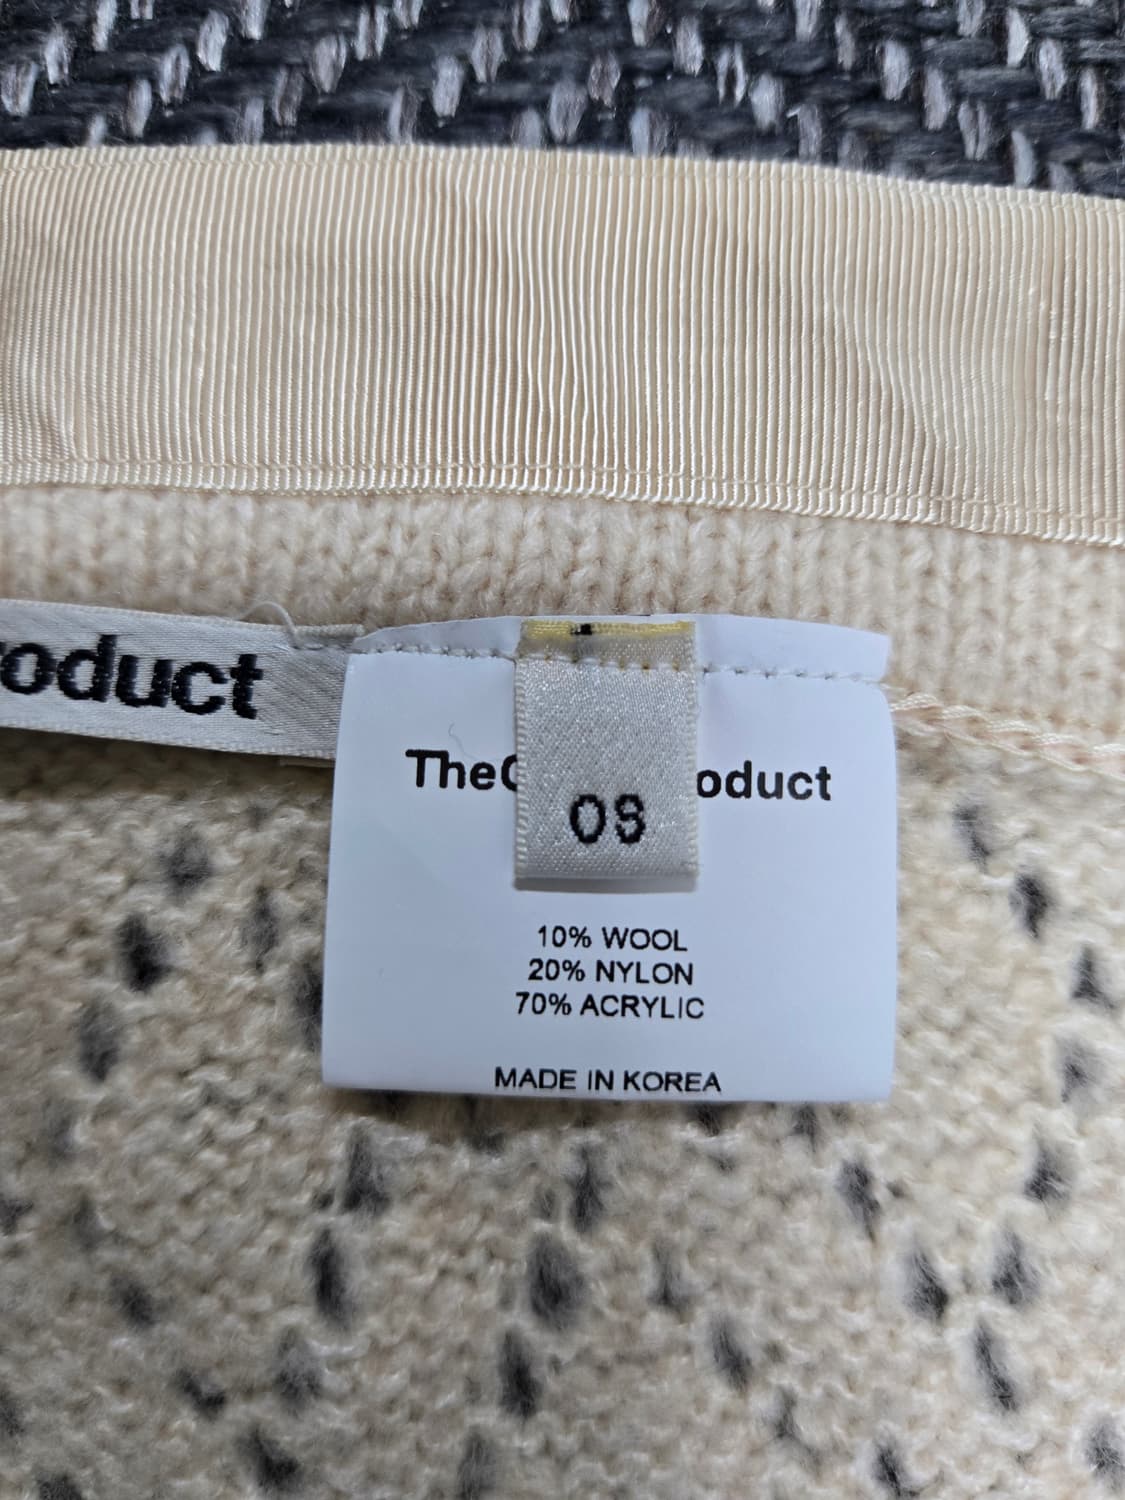 roduct
TheC oduct
OS
10% WOOL
20% NYLON
70% ACRYLIC
MADE IN KOREA